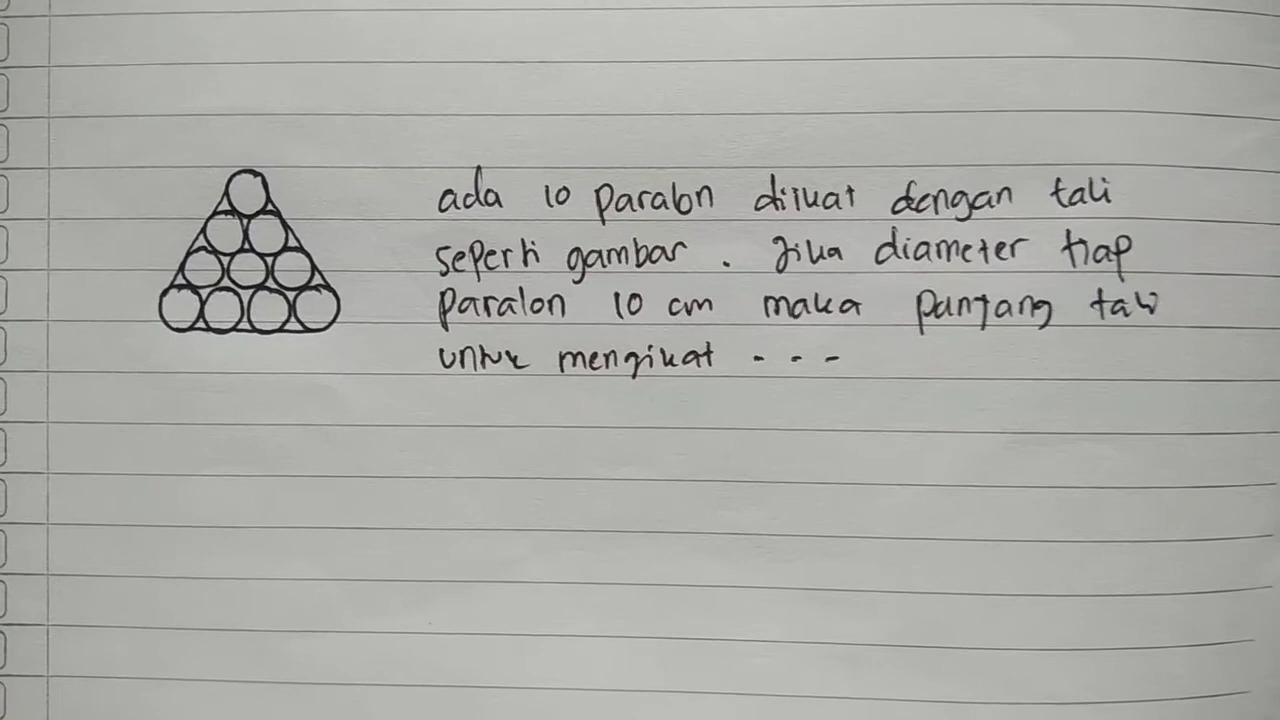 ada 10 paralon diikat dengan tali
seperti gambar. Jika diameter tiap
paralon 10 cm maka panjang tali
untuk mengikat - - -